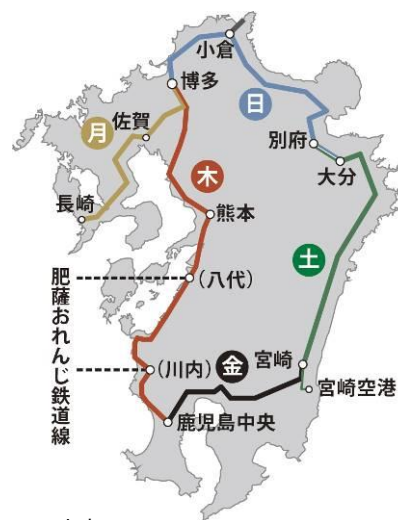 小倉
博多
日
佐賀
月
別府
木
大分
長崎
熊本
土
(八代)
肥薩おれんじ鉄道線
(川内)
金
宮崎
宮崎空港
鹿児島中央